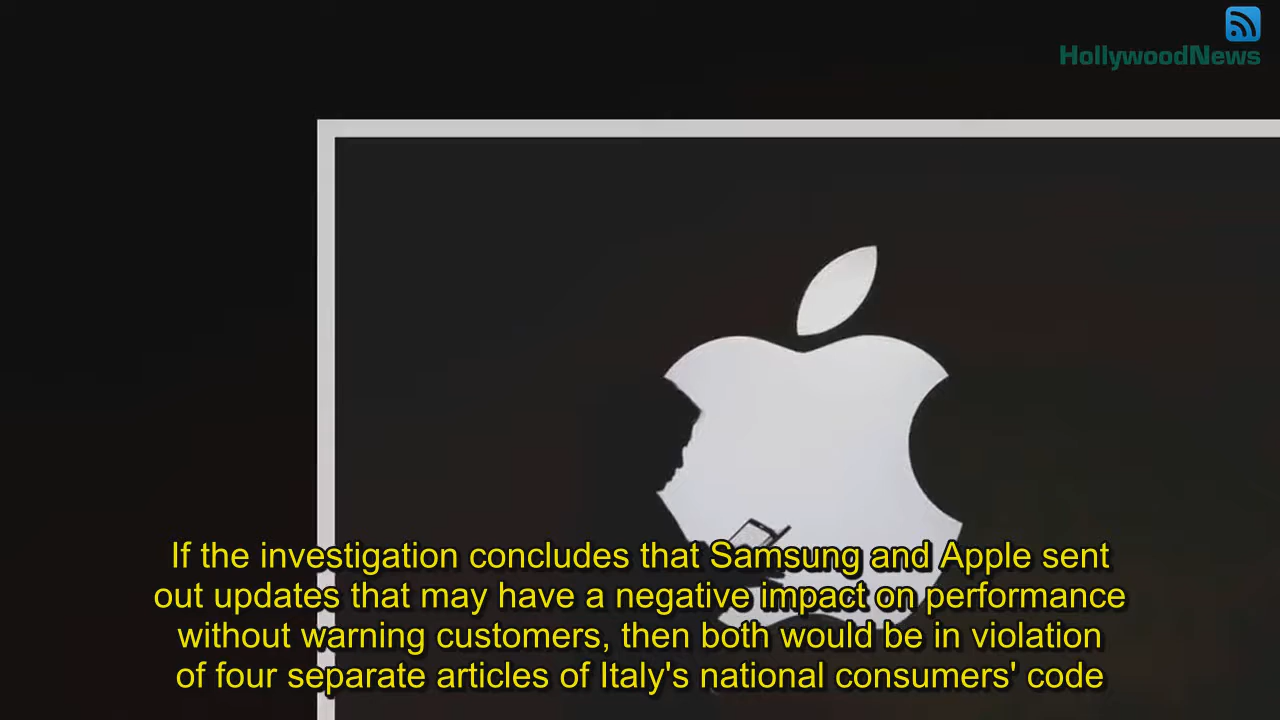 HollywoodNews
If the investigation concludes that Samsung and Apple sent
out updates that may have a negative impact on performance
without warning customers, then both would be in violation
of four separate articles of Italy's national consumers' code